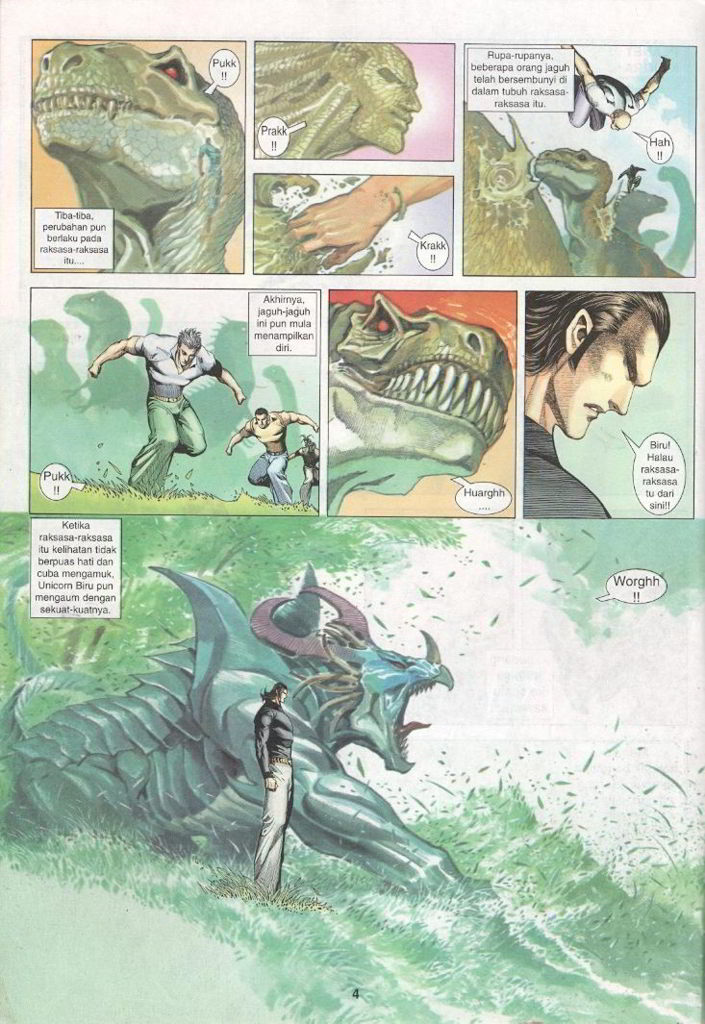 Pukk
!!
Tiba-tiba,
perubahan pun
berlaku pada
raksasa-raksasa
itu....
Prakk
!!
Krakk
!!
Rupa-rupanya,
beberapa orang jaguh
telah bersembunyi di
dalam tubuh raksasa-
raksasa itu.
Hah
!!
Akhirnya,
jaguh-jaguh
ini pun mula
menampilkan
diri.
Pukk
!!
Huarghh
....
Biru!
Halau
raksasa-
raksasa
tu dari
sini!!
Ketika
raksasa-raksasa
itu kelihatan tidak
berpuas hati dan
cuba mengamuk,
Unicorn Biru pun
mengaum dengan
sekuat-kuatnya.
Worghh
!!
4